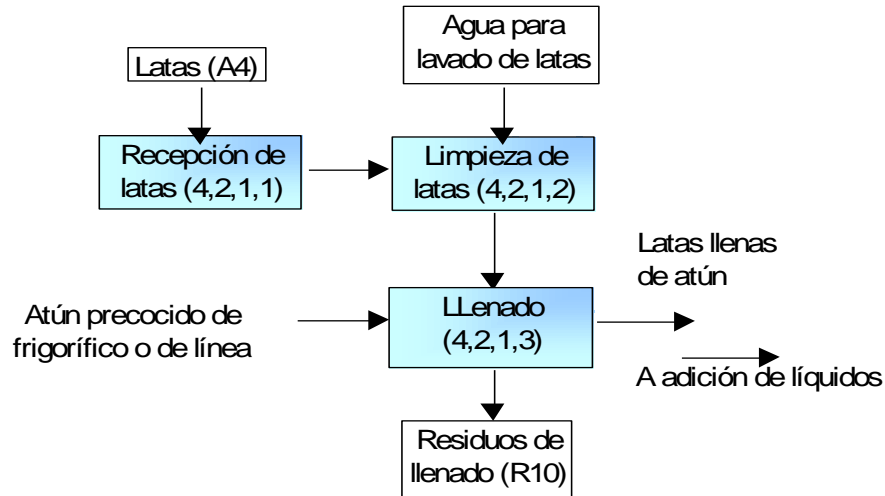 Latas (A4)
Agua para
lavado de latas
Recepción de
latas (4,2,1,1)
Limpieza de
latas (4,2,1,2)
Latas llenas
de atún
Atún precocido de
frigorífico o de línea
LLenado
(4,2,1,3)
A adición de líquidos
Residuos de
llenado (R10)